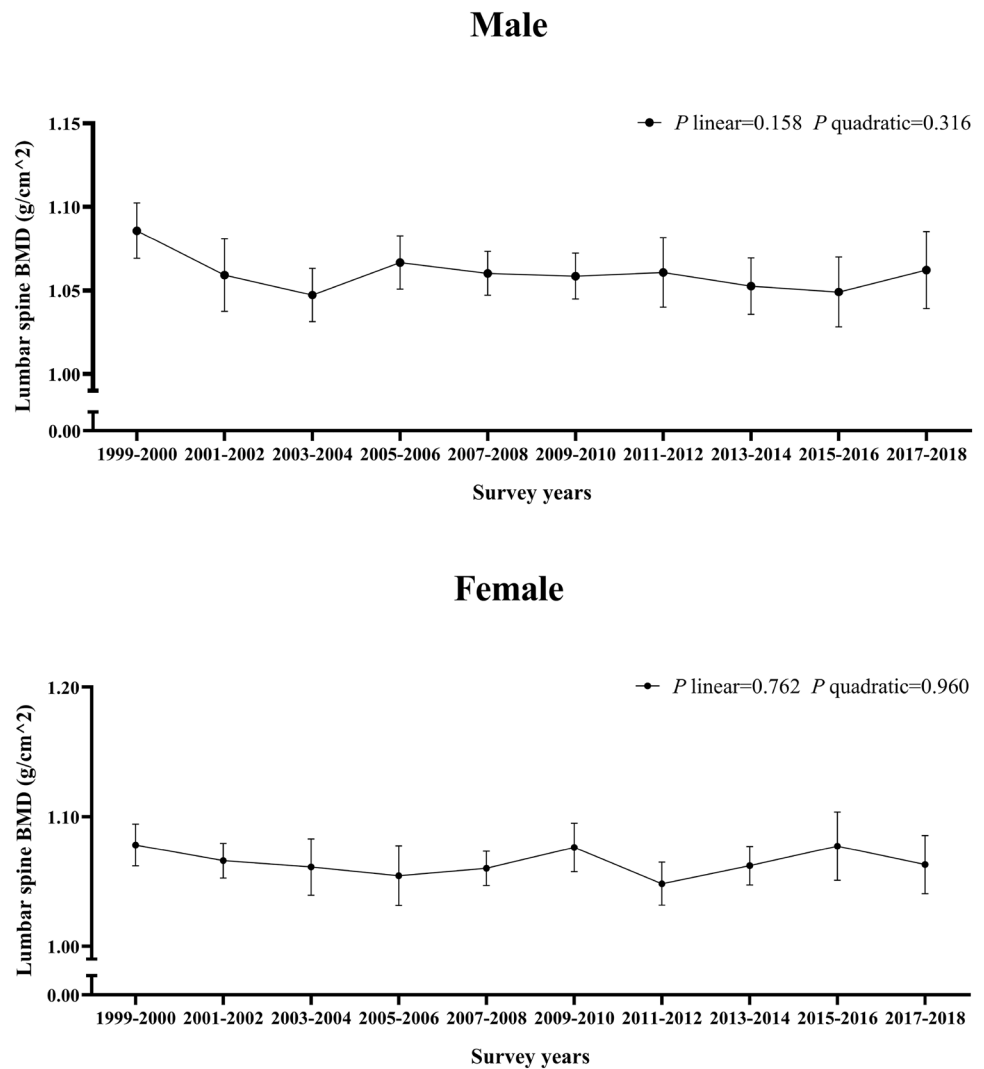 Male
P linear=0.158 P quadratic=0.316
Lumbar spine BMD (g/cm^2)
1.15
1.10
1.05
1.00
0.00
1999-2000 2001-2002 2003-2004 2005-2006 2007-2008 2009-2010 2011-2012 2013-2014 2015-2016 2017-2018
Survey years
Female
P linear=0.762 P quadratic=0.960
Lumbar spine BMD (g/cm^2)
1.20
1.10
1.00
0.00
1999-2000 2001-2002 2003-2004 2005-2006 2007-2008 2009-2010 2011-2012 2013-2014 2015-2016 2017-2018
Survey years